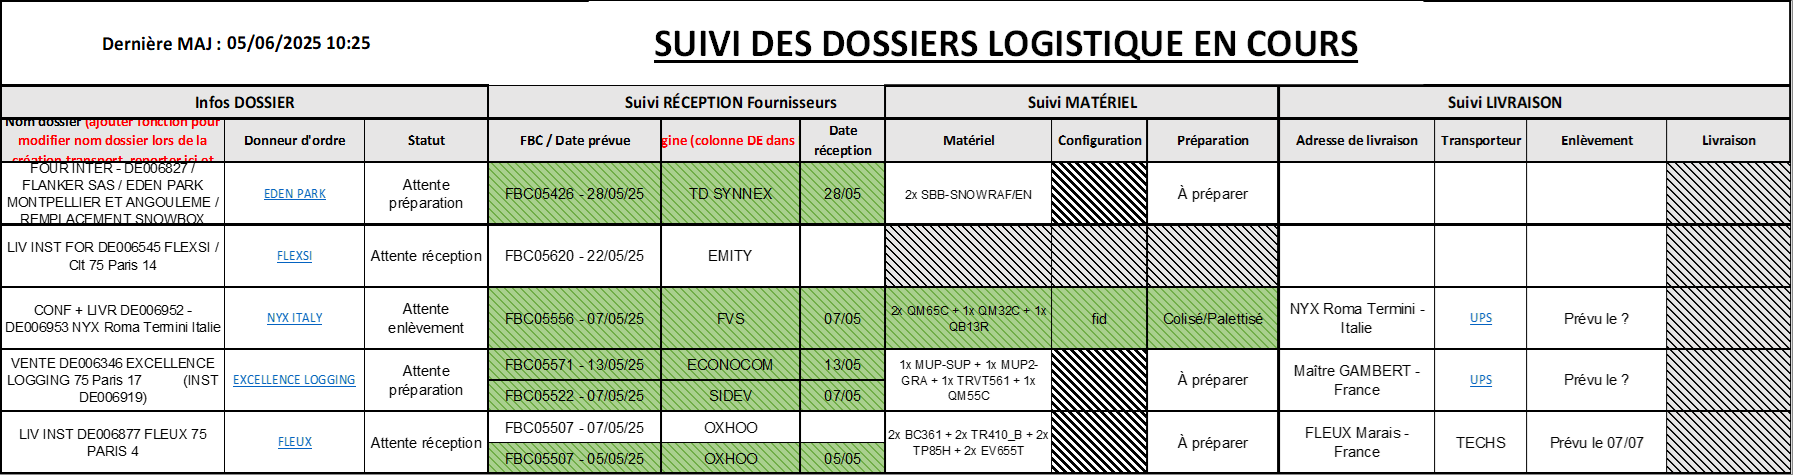 Dernière MAJ : 05/06/2025 10:25
SUIVI DES DOSSIERS LOGISTIQUE EN COURS
Infos DOSSIER
Suivi RÉCEPTION Fournisseurs
Suivi MATÉRIEL
Suivi LIVRAISON
Nom dossier (ajouter fonction pour
modifier nom dossier lors de la
création transport, reporter ici et
Donneur d'ordre
Statut
FBC / Date prévue
gine (colonne DE dans
Date
réception
Matériel
Configuration
Préparation
Adresse de livraison
Transporteur
Enlèvement
Livraison
FOUR INTER - DE006827 /
FLANKER SAS / EDEN PARK
MONTPELLIER ET ANGOULEME /
REMPLACEMENT SNOWBOX
EDEN PARK
Attente
préparation
FBC05426 - 28/05/25
TD SYNNEX
28/05
2x SBB-SNOWRAF/EN
À préparer
LIV INST FOR DE006545 FLEXSI /
Clt 75 Paris 14
FLEXSI
Attente réception
FBC05620 - 22/05/25
EMITY
CONF + LIVR DE006952 -
DE006953 NYX Roma Termini Italie
NYX ITALY
Attente
enlèvement
FBC05556 - 07/05/25
FVS
07/05
2x QM65C + 1x QM32C + 1x
QB13R
fid
Colisé/Palettisé
NYX Roma Termini -
Italie
UPS
Prévu le ?
VENTE DE006346 EXCELLENCE
LOGGING 75 Paris 17 (INST
DE006919)
EXCELLENCE LOGGING
Attente
préparation
FBC05571 - 13/05/25
ECONOCOM
13/05
FBC05522 - 07/05/25
SIDEV
07/05
1x MUP-SUP + 1x MUP2-
GRA + 1x TRVT561 + 1x
QM55C
À préparer
Maître GAMBERT -
France
UPS
Prévu le ?
LIV INST DE006877 FLEUX 75
PARIS 4
FLEUX
Attente réception
FBC05507 - 07/05/25
OXHOO
FBC05507 - 05/05/25
OXHOO
05/05
2x BC361 + 2x TR410_B + 2x
TP85H + 2x EV655T
À préparer
FLEUX Marais -
France
TECHS
Prévu le 07/07